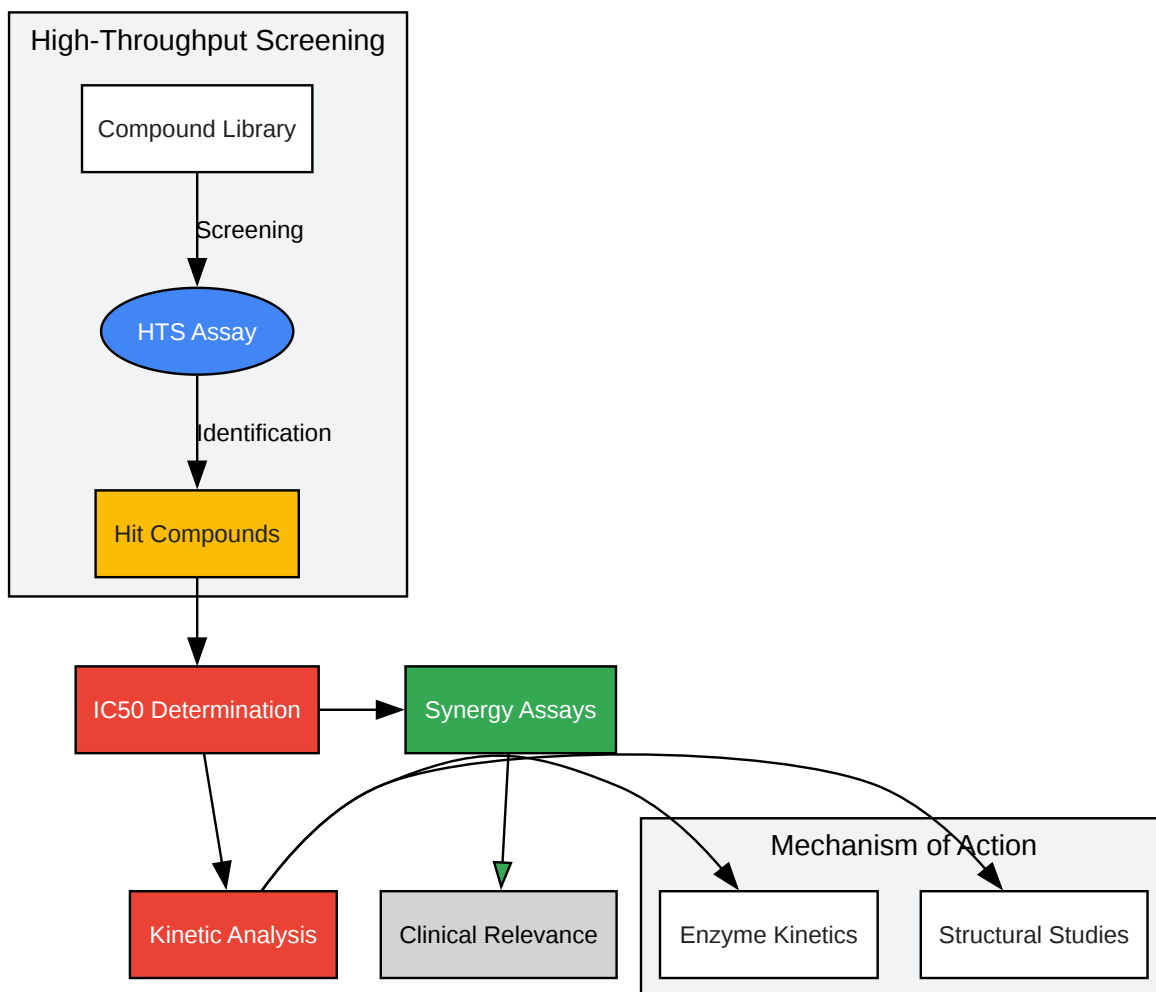 High-Throughput Screening
Compound Library
Screening
HTS Assay
Identification
Hit Compounds
IC50 Determination
Synergy Assays
Mechanism of Action
Kinetic Analysis
Clinical Relevance
Enzyme Kinetics
Structural Studies